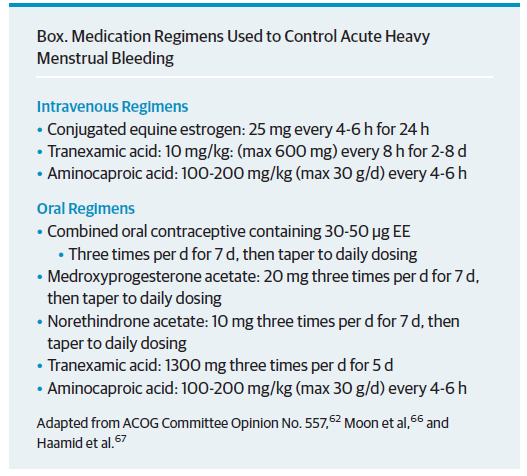 Box. Medication Regimens Used to Control Acute Heavy
Menstrual Bleeding
Intravenous Regimens
• Conjugated equine estrogen: 25 mg every 4-6 h for 24 h
• Tranexamic acid: 10 mg/kg: (max 600 mg) every 8 h for 2-8 d
• Aminocaproic acid: 100-200 mg/kg (max 30 g/d) every 4-6 h
Oral Regimens
• Combined oral contraceptive containing 30-50 μg EE
• Three times per d for 7 d, then taper to daily dosing
• Medroxyprogesterone acetate: 20 mg three times per d for 7 d,
then taper to daily dosing
• Norethindrone acetate: 10 mg three times per d for 7 d, then
taper to daily dosing
• Tranexamic acid: 1300 mg three times per d for 5 d
• Aminocaproic acid: 100-200 mg/kg (max 30 g/d) every 4-6 h
Adapted from ACOG Committee Opinion No. 557,62 Moon et al,66 and
Haamid et al.67